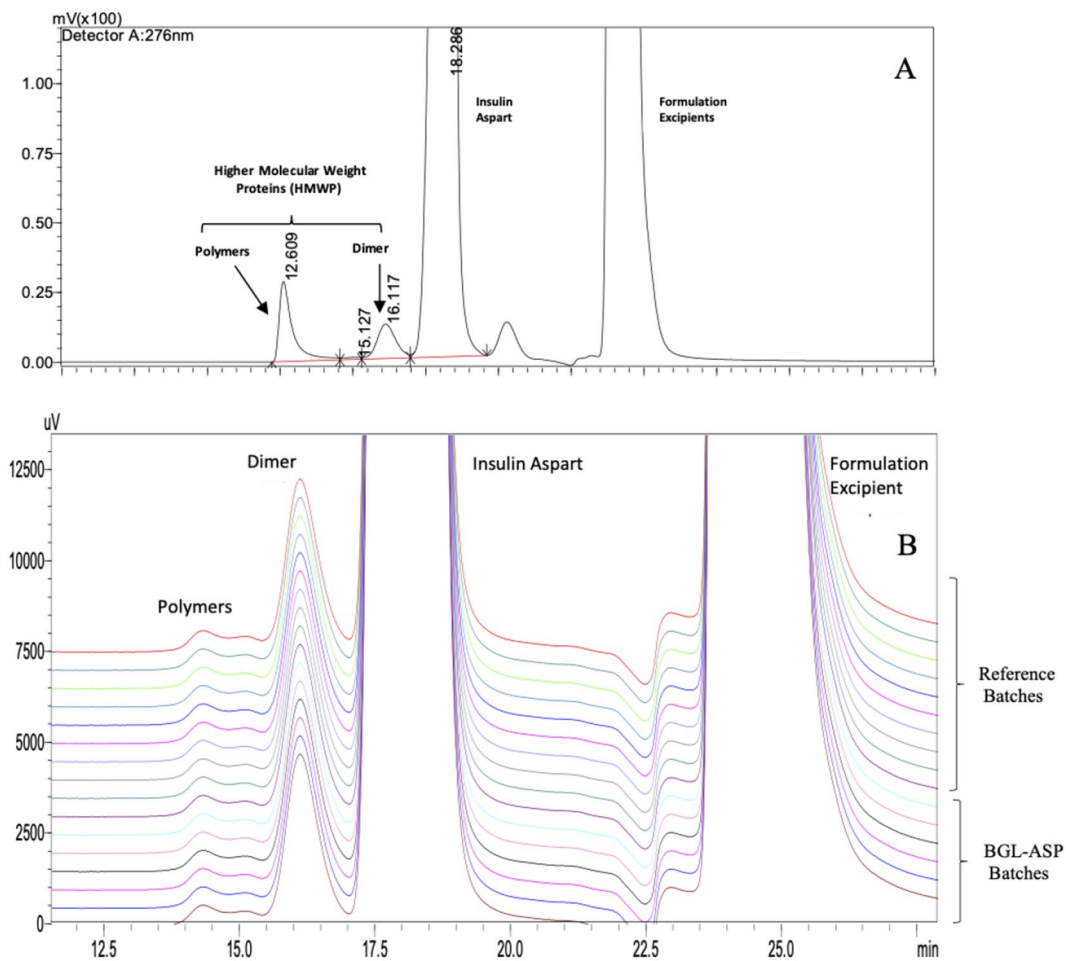 mV(x100)
Detector A:276nm
A
1.00
0.75
0.50
0.25
0.00
Higher Molecular Weight
Proteins (HMWP)
Polymers
Dimer
12.609
15.127
16.117
18.286
Insulin
Aspart
Formulation
Excipients
uV
B
12500
10000
7500
5000
2500
0
Polymers
Dimer
Insulin Aspart
Formulation
Excipient
Reference
Batches
BGL-ASP
Batches
12.5
15.0
17.5
20.0
22.5
25.0
min